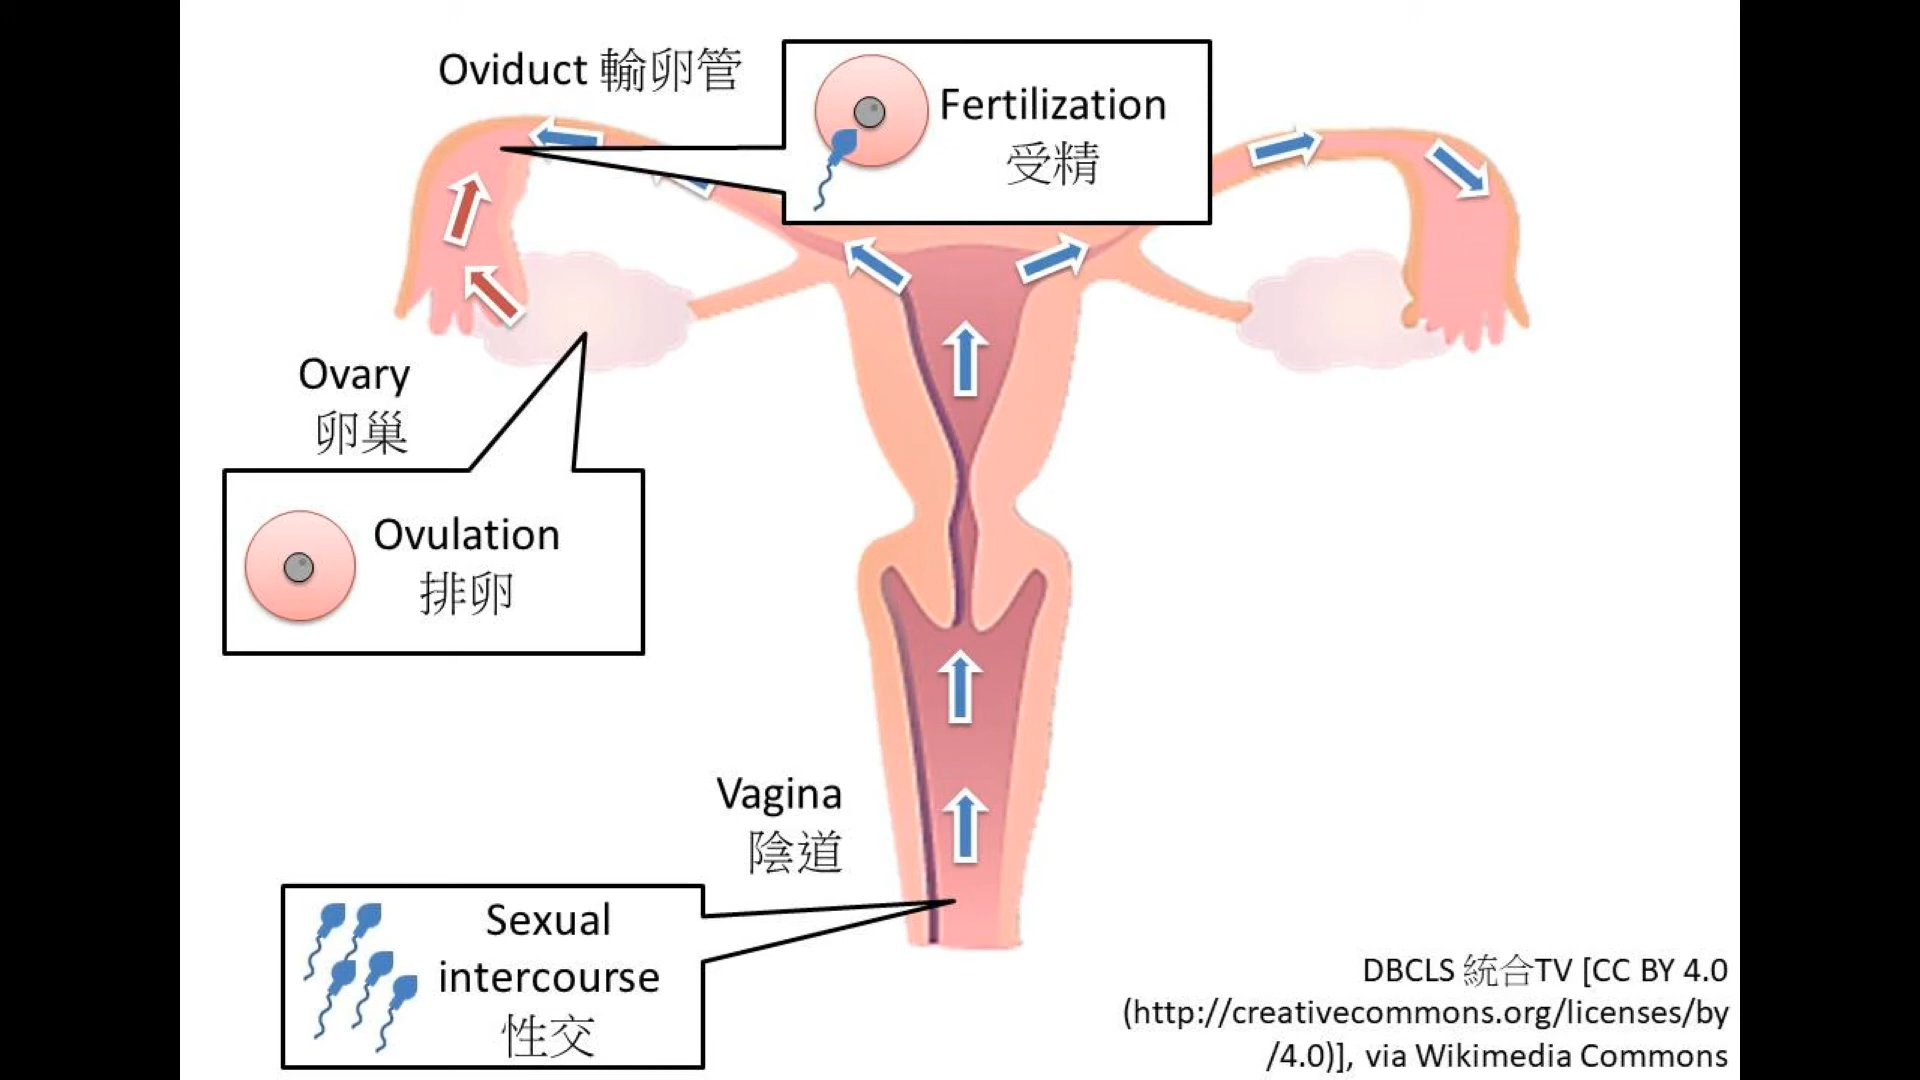 Oviduct 輸卵管
Fertilization
受精
Ovary
卵巢
Ovulation
排卵
Vagina
陰道
Sexual
intercourse
性交
DBCLS 統合TV [CC BY 4.0
(http://creativecommons.org/licenses/by
/4.0)], via Wikimedia Commons